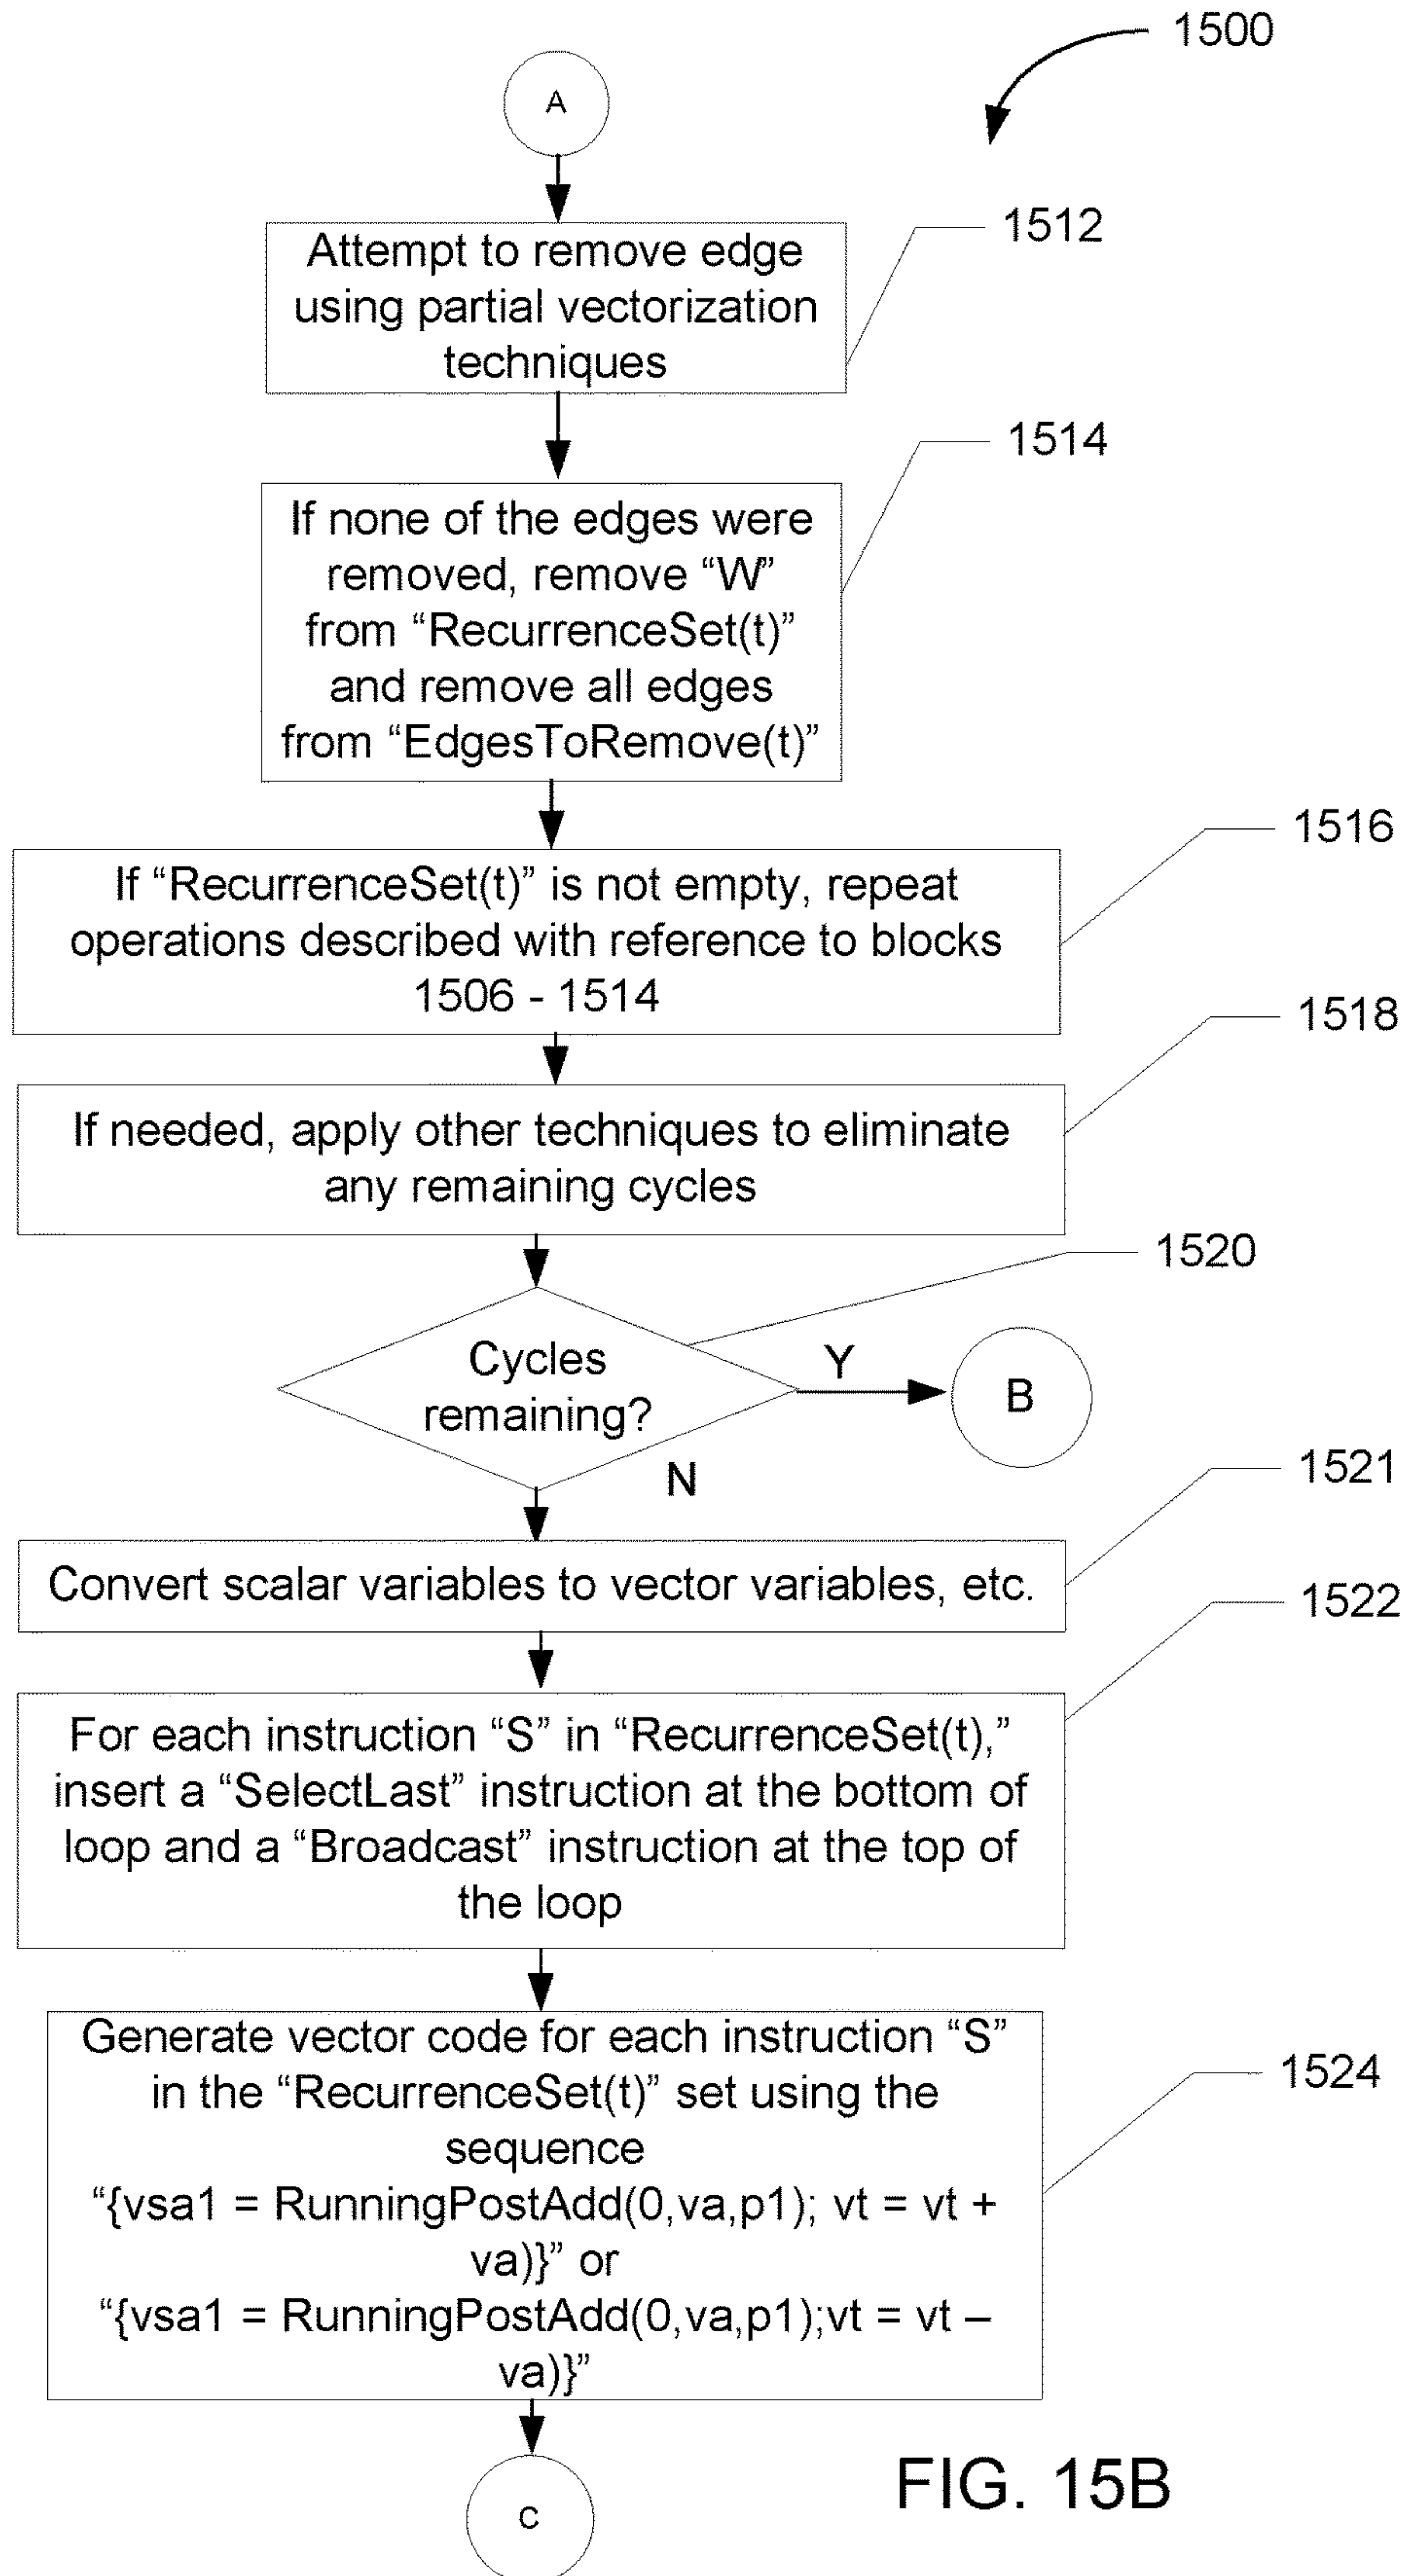 1500
A
1512
Attempt to remove edge
using partial vectorization
techniques
1514
If none of the edges were
removed, remove “W”
from “RecurrenceSet(t)”
and remove all edges
from “EdgesToRemove(t)”
1516
If “RecurrenceSet(t)” is not empty, repeat
operations described with reference to blocks
1506 - 1514
1518
If needed, apply other techniques to eliminate
any remaining cycles
1520
Cycles
remaining?
Y
B
N
1521
Convert scalar variables to vector variables, etc.
1522
For each instruction “S” in “RecurrenceSet(t),”
insert a “SelectLast” instruction at the bottom of
loop and a “Broadcast” instruction at the top of
the loop
1524
Generate vector code for each instruction “S”
in the “RecurrenceSet(t)” set using the
sequence
“{vsa1 = RunningPostAdd(0,va,p1); vt = vt +
va)}” or
“{vsa1 = RunningPostAdd(0,va,p1);vt = vt –
va)}”
C
FIG. 15B